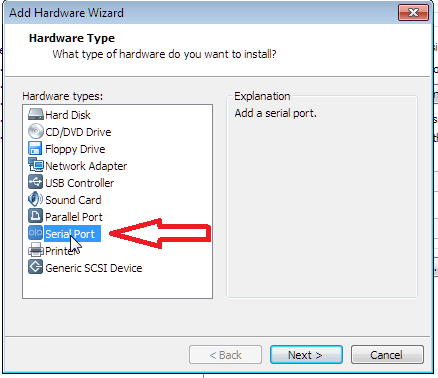 Add Hardware Wizard
Hardware Type
What type of hardware do you want to install?
Hardware types:
Hard Disk
CD/DVD Drive
Floppy Drive
Network Adapter
USB Controller
Sound Card
Parallel Port
Serial Port
Printer
Generic SCSI Device
Explanation
Add a serial port.
< Back
Next >
Cancel